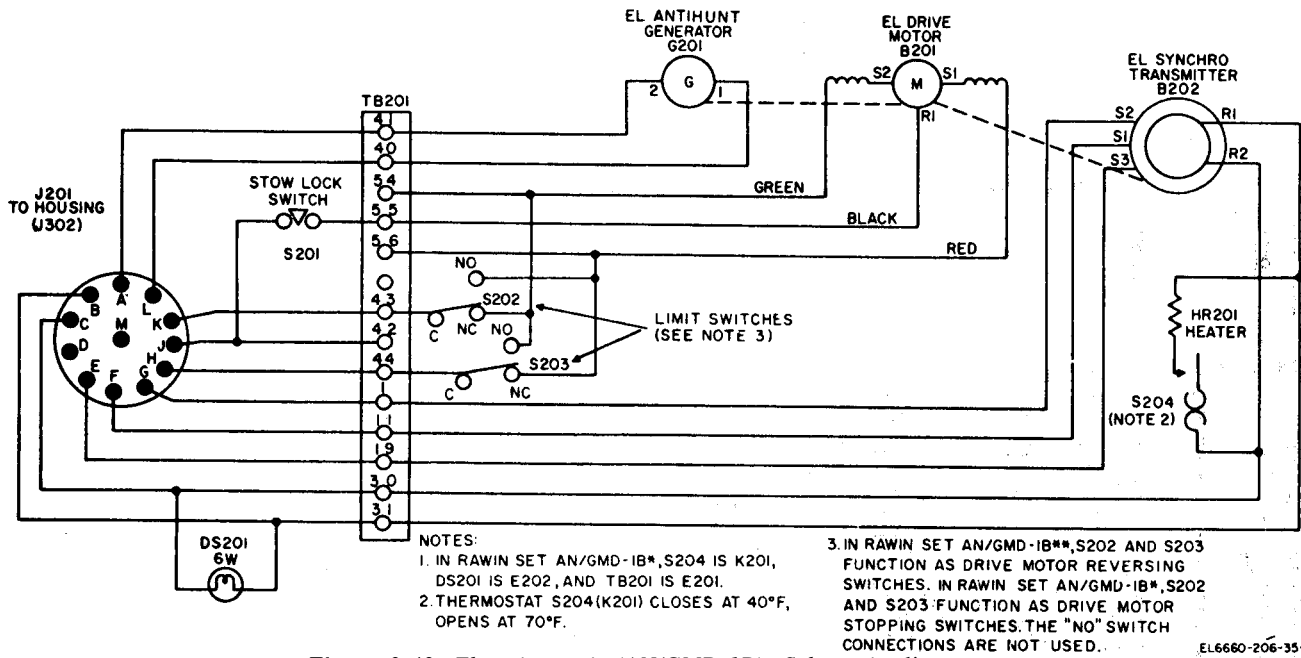 EL ANTIHUNT
GENERATOR
G201
2
G
1
EL DRIVE
MOTOR
B201
S2
M
S1
R1
EL SYNCHRO
TRANSMITTER
B202
S2
S1
S3
R1
R2
TB201
41
40
54
55
56
43
42
44
1
11
19
30
31
STOW LOCK
SWITCH
S201
J201
TO HOUSING
(J302)
A
B
C
D
E
F
G
H
J
K
L
M
GREEN
BLACK
RED
NO
S202
C
NC
NO
S203
C
NC
LIMIT SWITCHES
(SEE NOTE 3)
HR201
HEATER
S204
(NOTE 2)
DS201
6W
NOTES:
1. IN RAWIN SET AN/GMD-1B*, S204 IS K201,
DS201 IS E202, AND TB201 IS E201.
2. THERMOSTAT S204(K201) CLOSES AT 40°F,
OPENS AT 70°F.
3. IN RAWIN SET AN/GMD-1B**, S202 AND S203
FUNCTION AS DRIVE MOTOR REVERSING
SWITCHES. IN RAWIN SET AN/GMD-1B*, S202
AND S203 FUNCTION AS DRIVE MOTOR
STOPPING SWITCHES. THE "NO" SWITCH
CONNECTIONS ARE NOT USED.
EL6660-206-35-